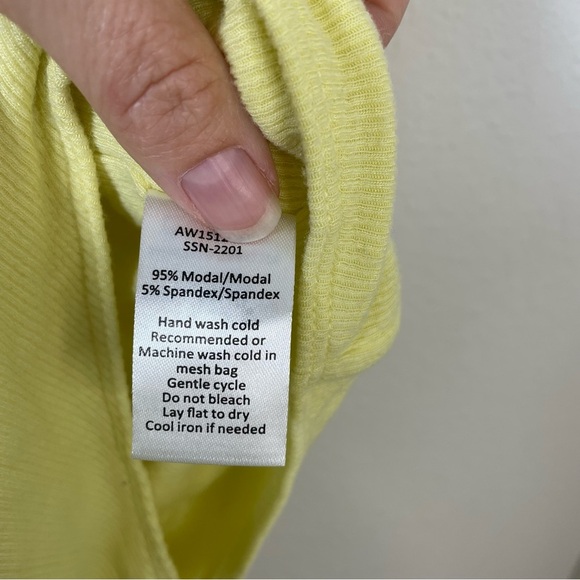 SSN-2201
95% Modal/Modal
5% Spandex/Spandex
Hand wash cold
Recommended or
Machine wash cold in
mesh bag
Gentle cycle
Do not bleach
Lay flat to dry
Cool iron if needed